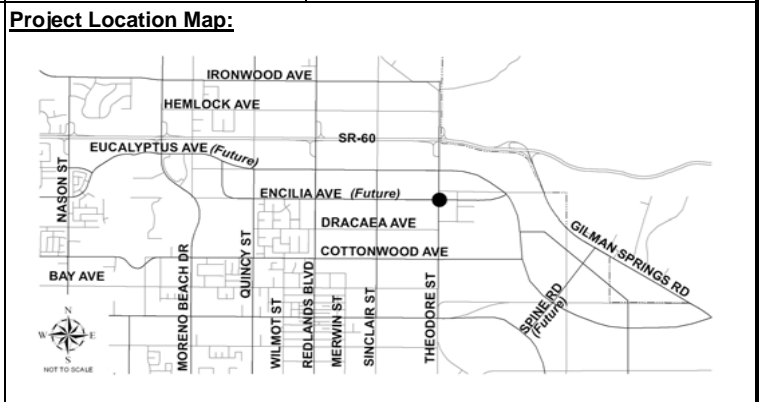 Project Location Map:
IRONWOOD AVE
HEMLOCK AVE
SR-60
EUCALYPTUS AVE (Future)
ENCILIA AVE (Future)
NASON ST
DRACAEA AVE
GILMAN SPRINGS RD
COTTONWOOD AVE
BAY AVE
MORENO BEACH DR
QUINCY ST
WILMOT ST
REDLANDS BLVD
MERWIN ST
SINCLAIR ST
THEODORE ST
SPINE RD
(Future)
N
W E
S
NOT TO SCALE